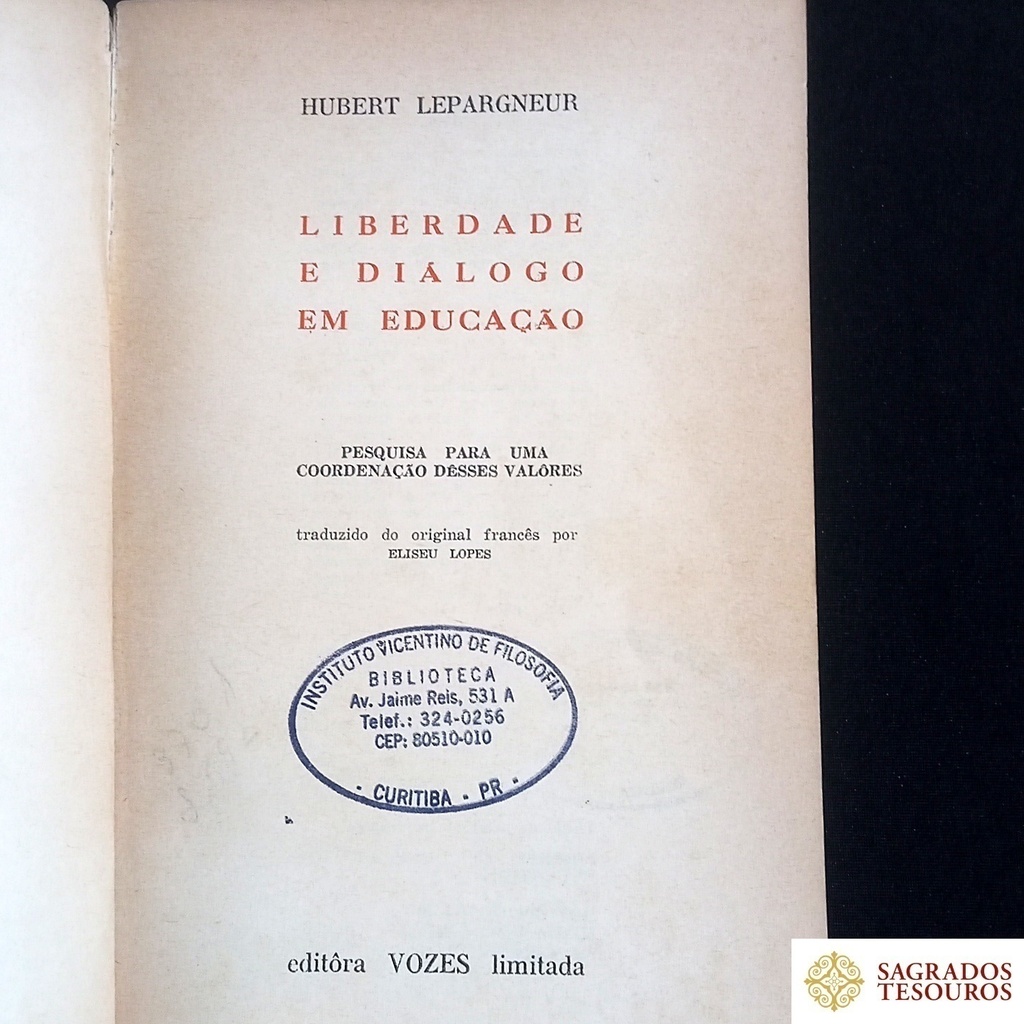 HUBERT LEPARGNEUR
LIBERDADE
E DIÁLOGO
EM EDUCAÇÃO
PESQUISA PARA UMA
COORDENAÇÃO DÊSSES VALÔRES
traduzido do original francês por
ELISEU LOPES
INSTITUTO VICENTINO DE FILOSOFIA
BIBLIOTECA
Av. Jaime Reis, 531 A
Telef.: 324-0256
CEP: 80510-010
- CURITIBA - PR -
editôra VOZES limitada
SAGRADOS
TESOUROS